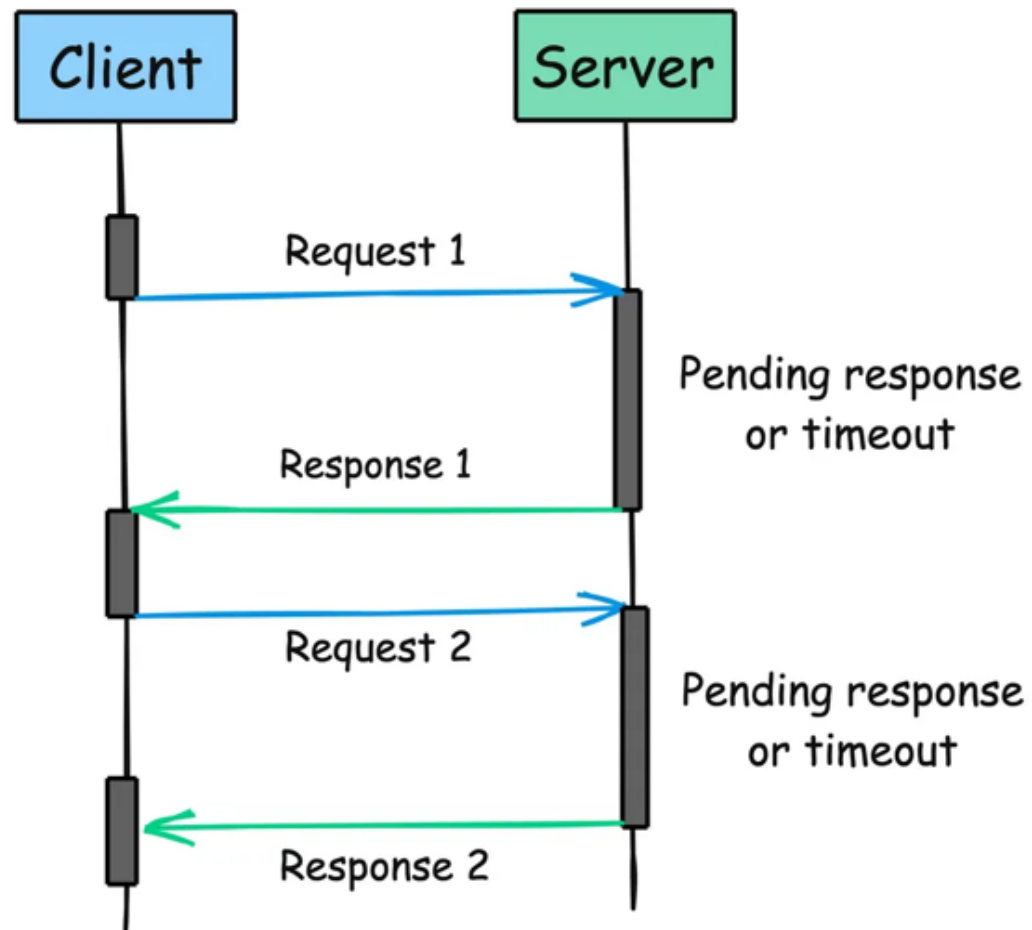 Client
Server
Request 1
Pending response
or timeout
Response 1
Request 2
Pending response
or timeout
Response 2